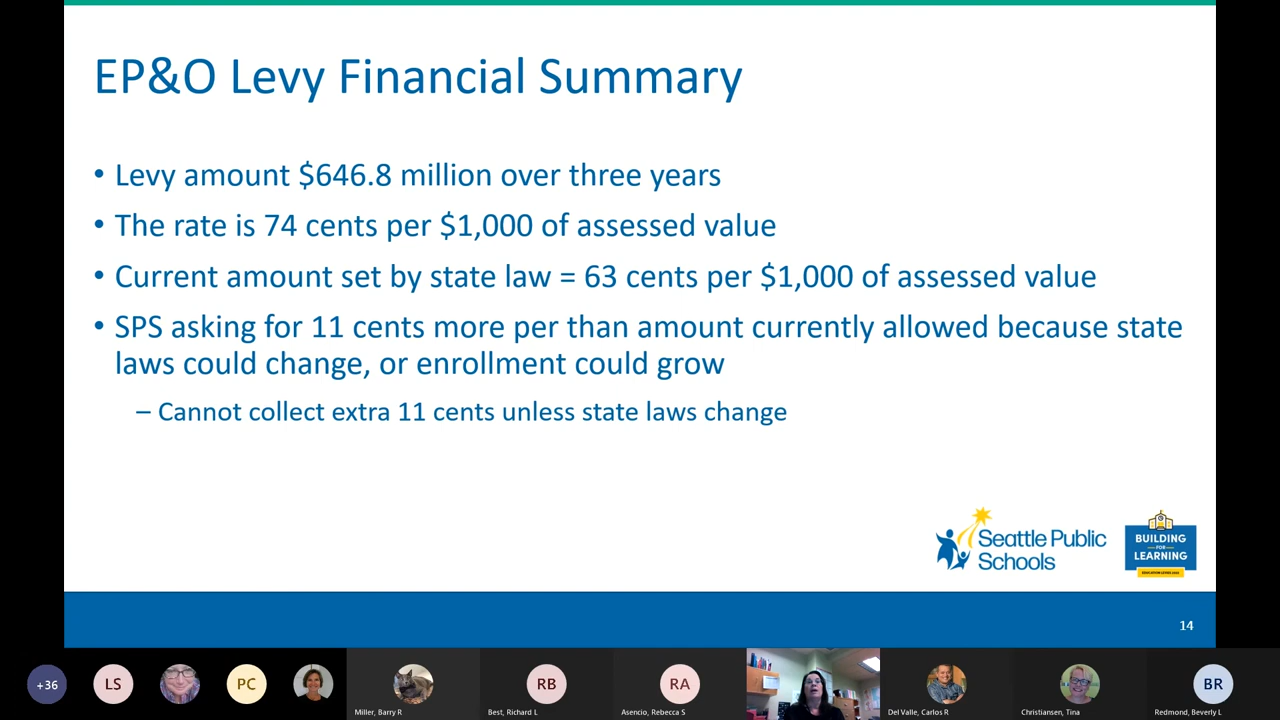 EP&O Levy Financial Summary
• Levy amount $646.8 million over three years
• The rate is 74 cents per $1,000 of assessed value
• Current amount set by state law = 63 cents per $1,000 of assessed value
• SPS asking for 11 cents more per than amount currently allowed because state
laws could change, or enrollment could grow
– Cannot collect extra 11 cents unless state laws change
Seattle Public
Schools
BUILDING
FOR
LEARNING
14
+36
LS
PC
RB
RA
BR
Miller, Barry R
Best, Richard L
Asencio, Rebecca S
Del Valle, Carlos R
Christiansen, Tina
Redmond, Beverly L